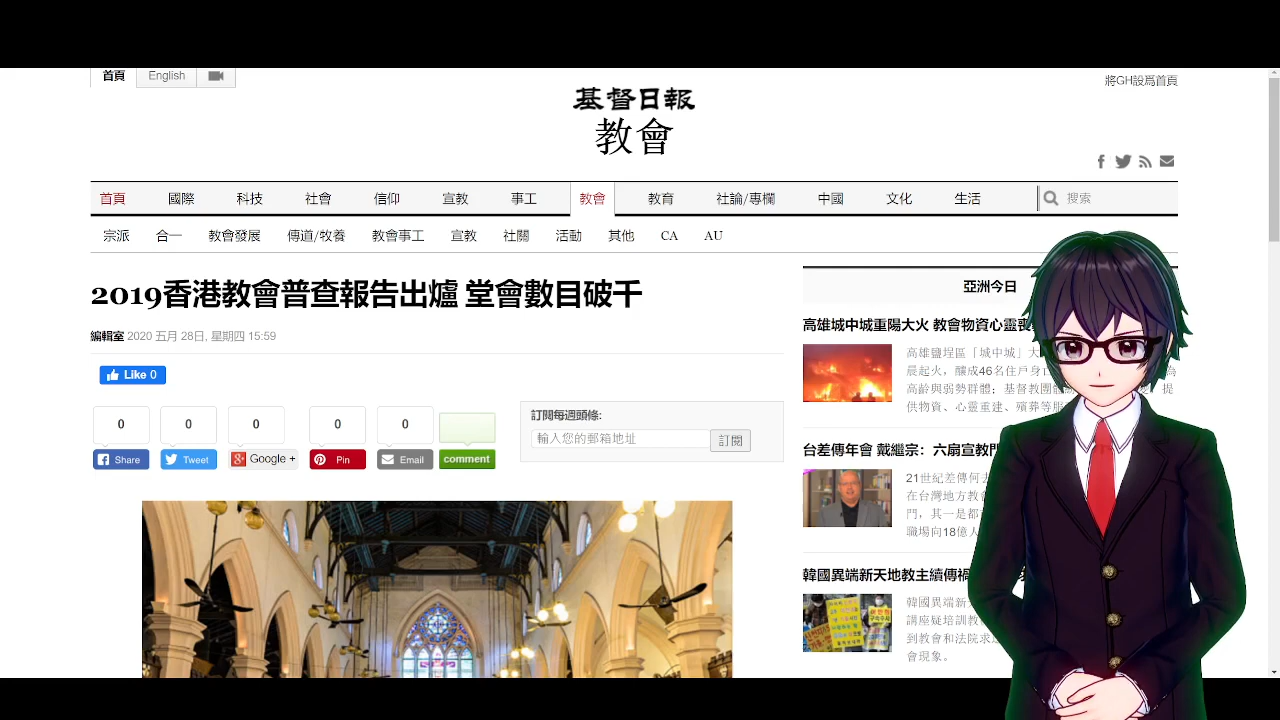 首頁 English
將GH設爲首頁
基督日報
教會
首頁 國際 科技 社會 信仰 宣教 事工 教會 教育 社論/專欄 中國 文化 生活 搜索
宗派 合一 教會發展 傳道/牧養 教會事工 宣教 社關 活動 其他 CA AU
2019香港教會普查報告出爐 堂會數目破千
編輯室 2020 五月 28日, 星期四 15:59
Like 0
0 0 0 0 0
Share Tweet Google + Pin Email comment
訂閱每週頭條:
輸入您的郵箱地址 訂閱
亞洲今日
高雄城中城重陽大火 教會物資心靈
高雄鹽埕區「城中城」大
晨起火，釀成46名住戶身
高齡與弱勢群體；基督教團 提
供物資、心靈重建、殯葬等
台差傳年會 戴繼宗：六扇宣教
21世紀差傳何
在台灣地方教
門，其一是都
職場向18億人
韓國異端新天地教主續傳
韓國異端新
講座疑培訓教
到教會和法院求
會現象。